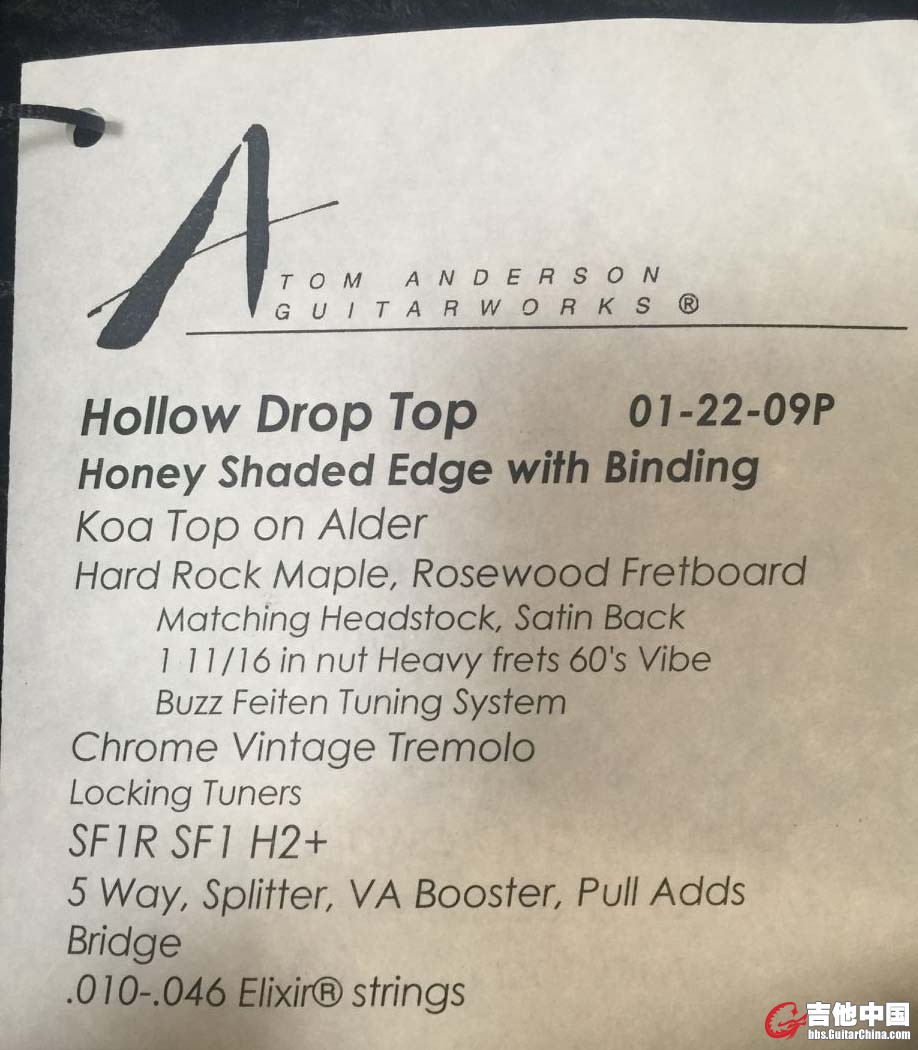 TOM ANDERSON
GUITARWORKS®
Hollow Drop Top 01-22-09P
Honey Shaded Edge with Binding
Koa Top on Alder
Hard Rock Maple, Rosewood Fretboard
Matching Headstock, Satin Back
1 11/16 in nut Heavy frets 60's Vibe
Buzz Feiten Tuning System
Chrome Vintage Tremolo
Locking Tuners
SF1R SF1 H2+
5 Way, Splitter, VA Booster, Pull Adds
Bridge
.010-.046 Elixir® strings
吉他中国
bbs.GuitarChina.com